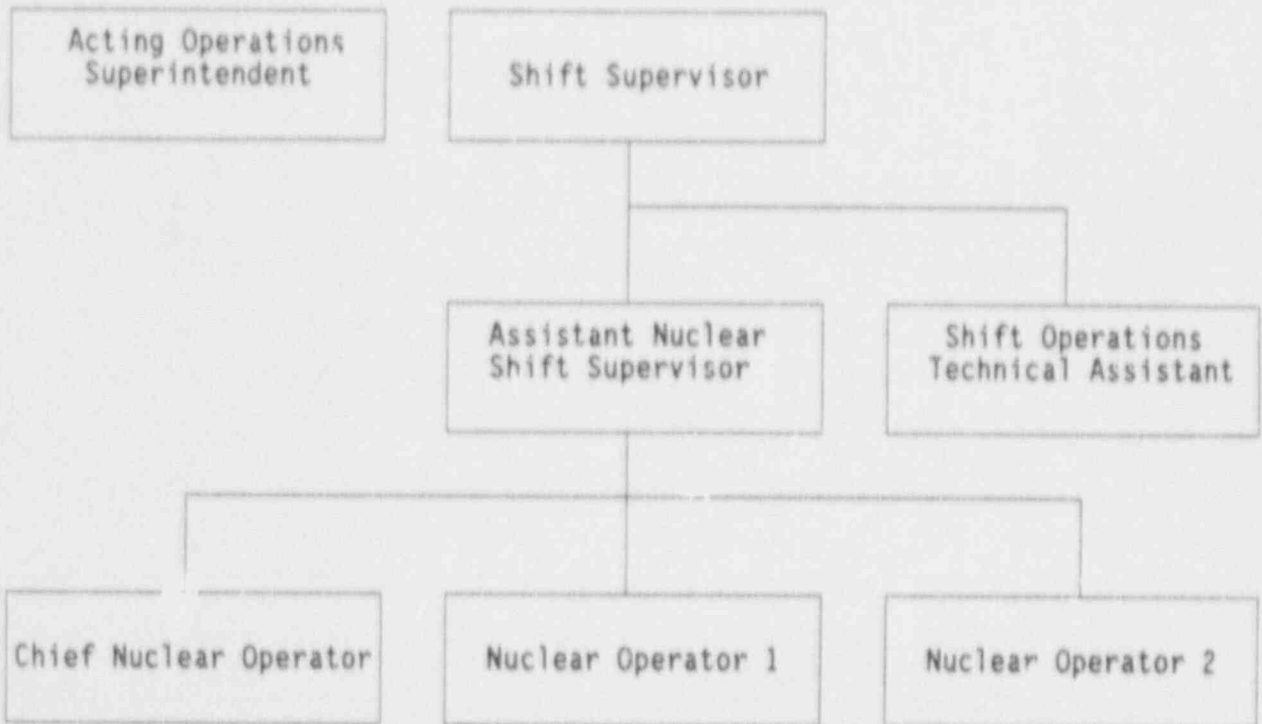 Acting Operations
Superintendent
Shift Supervisor
Assistant Nuclear
Shift Supervisor
Shift Operations
Technical Assistant
Chief Nuclear Operator
Nuclear Operator 1
Nuclear Operator 2